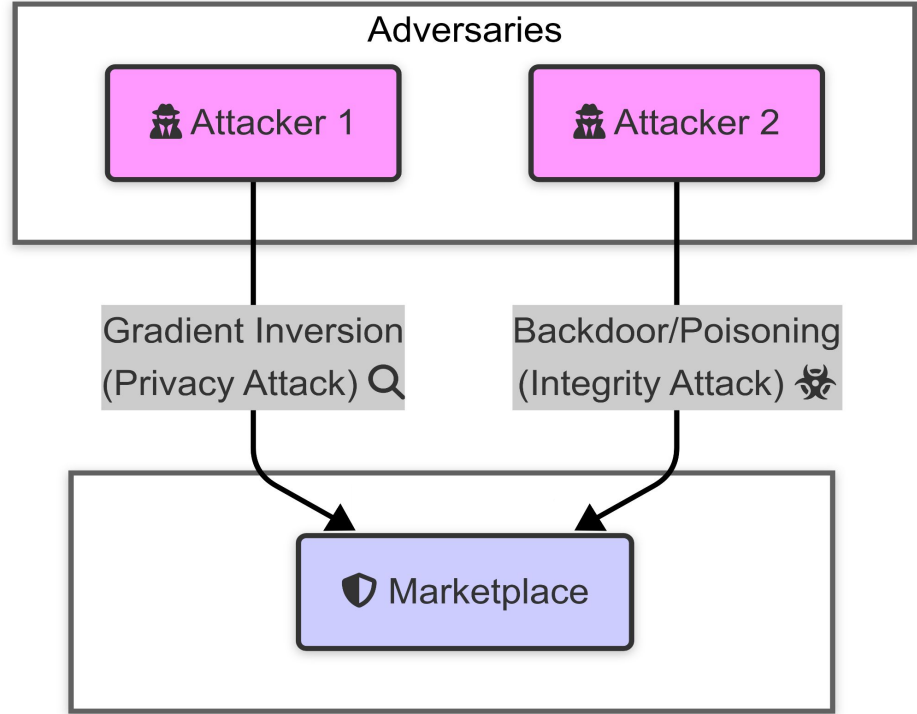 Adversaries
Attacker 1
Attacker 2
Gradient Inversion
(Privacy Attack)
Backdoor/Poisoning
(Integrity Attack)
Marketplace